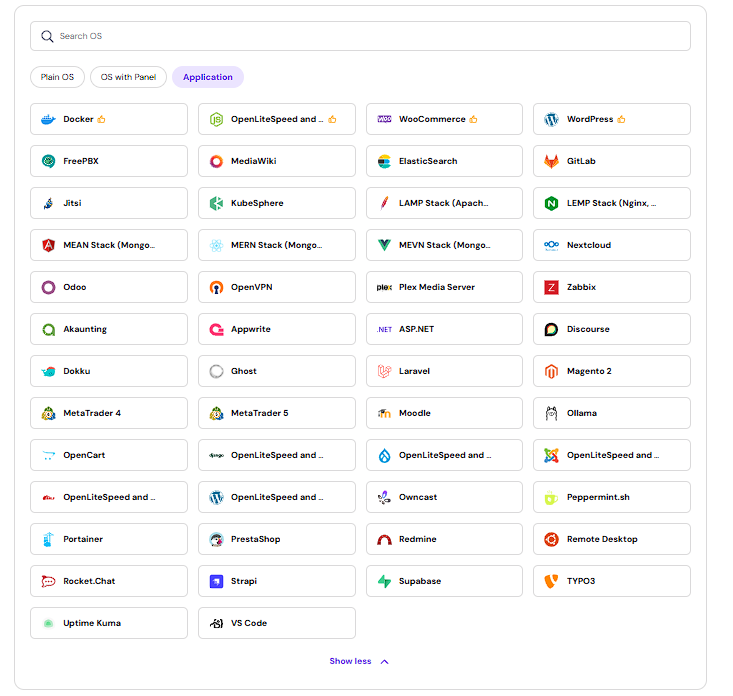 Search OS
Plain OS OS with Panel Application
Docker OpenLiteSpeed and ... WooCommerce WordPress
FreePBX MediaWiki ElasticSearch GitLab
Jitsi KubeSphere LAMP Stack (Apach... LEMP Stack (Nginx, ...
MEAN Stack (Mongo... MERN Stack (Mongo... MEVN Stack (Mongo... Nextcloud
Odoo OpenVPN plex Plex Media Server Zabbix
Akaunting Appwrite .NET ASP.NET Discourse
Dokku Ghost Laravel Magento 2
MetaTrader 4 MetaTrader 5 Moodle Ollama
OpenCart django OpenLiteSpeed and ... OpenLiteSpeed and ... OpenLiteSpeed and ...
OpenLiteSpeed and ... OpenLiteSpeed and ... Owncast Peppermint.sh
Portainer PrestaShop Redmine Remote Desktop
Rocket.Chat Strapi Supabase TYPO3
Uptime Kuma VS Code
Show less